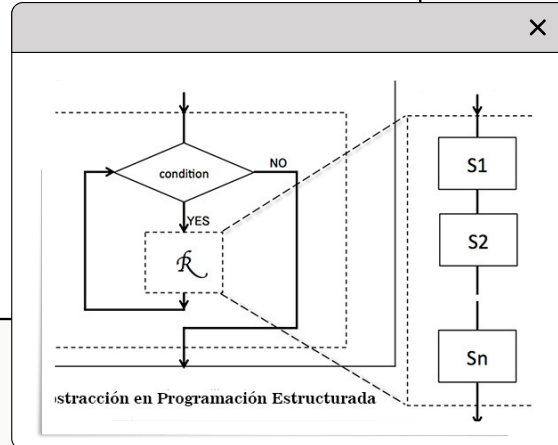 condition
NO
YES
R
S1
S2
Sn
stracción en Programación Estructurada